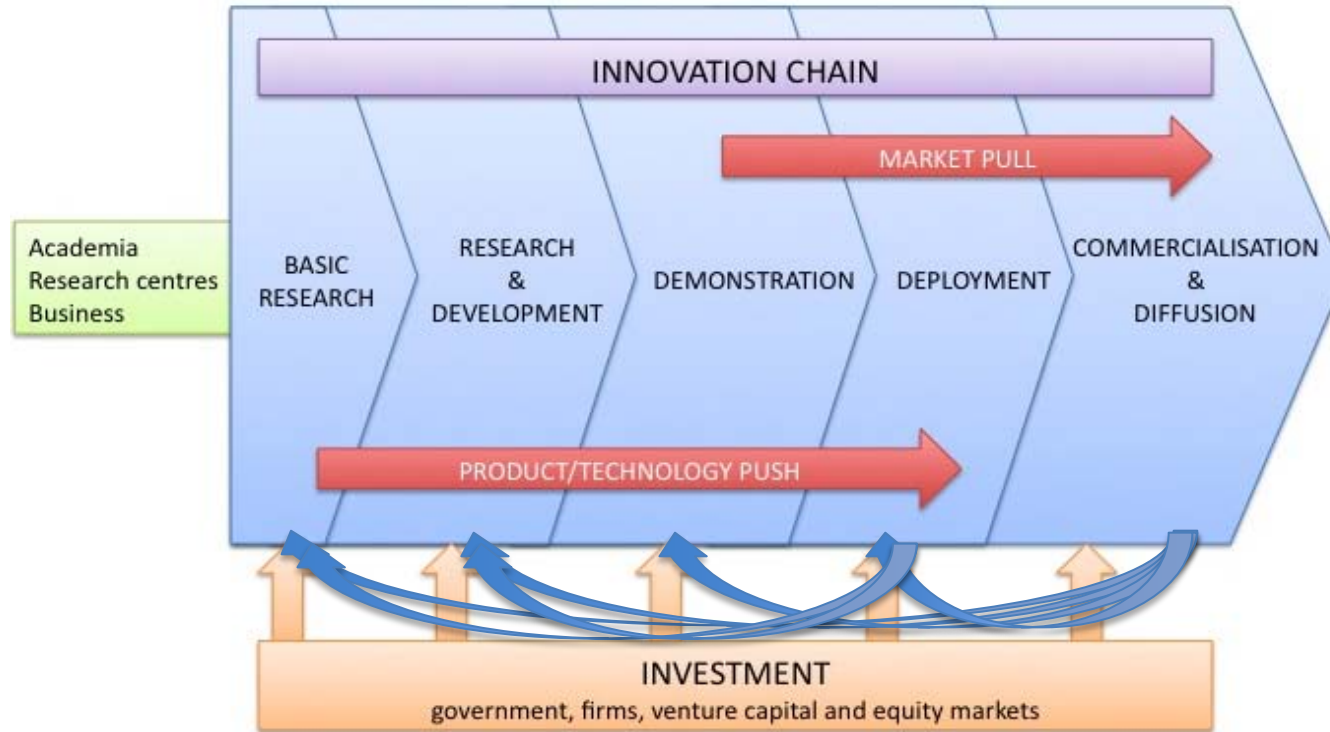 INNOVATION CHAIN
MARKET PULL
Academia
Research centres
Business
BASIC
RESEARCH
RESEARCH
&
DEVELOPMENT
DEMONSTRATION
DEPLOYMENT
COMMERCIALISATION
&
DIFFUSION
PRODUCT/TECHNOLOGY PUSH
INVESTMENT
government, firms, venture capital and equity markets